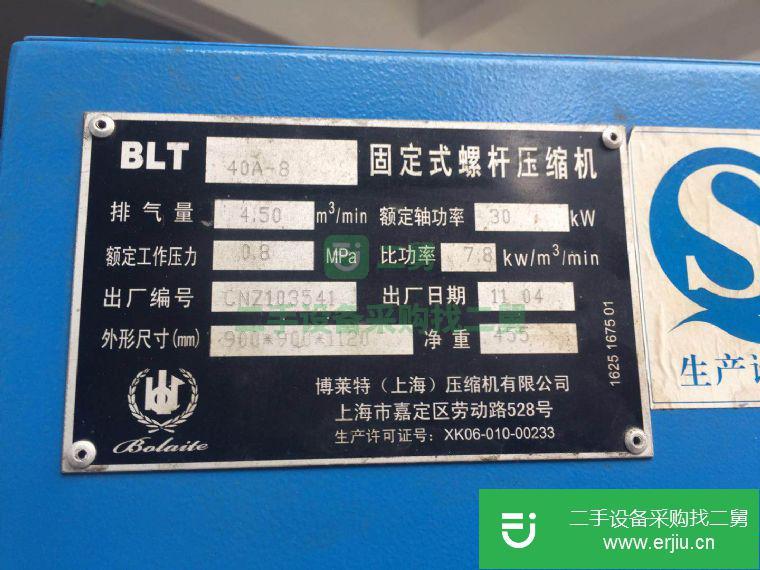 BLT 40A-8 固定式螺杆压缩机
排气量 4.50 m³/min 额定轴功率 30 kW
额定工作压力 0.8 MPa 比功率 7.8 kw/m³/min
出厂编号 CNZ103541 出厂日期 11 04
外形尺寸(mm) 900*900*1120 净重 455
博莱特（上海）压缩机有限公司
上海市嘉定区劳动路528号
生产许可证号：XK06-010-00233
Bolaite
1625 1675 01
生产
二舅
二手设备采购找二舅
二手设备采购找二舅
www.erjiu.cn